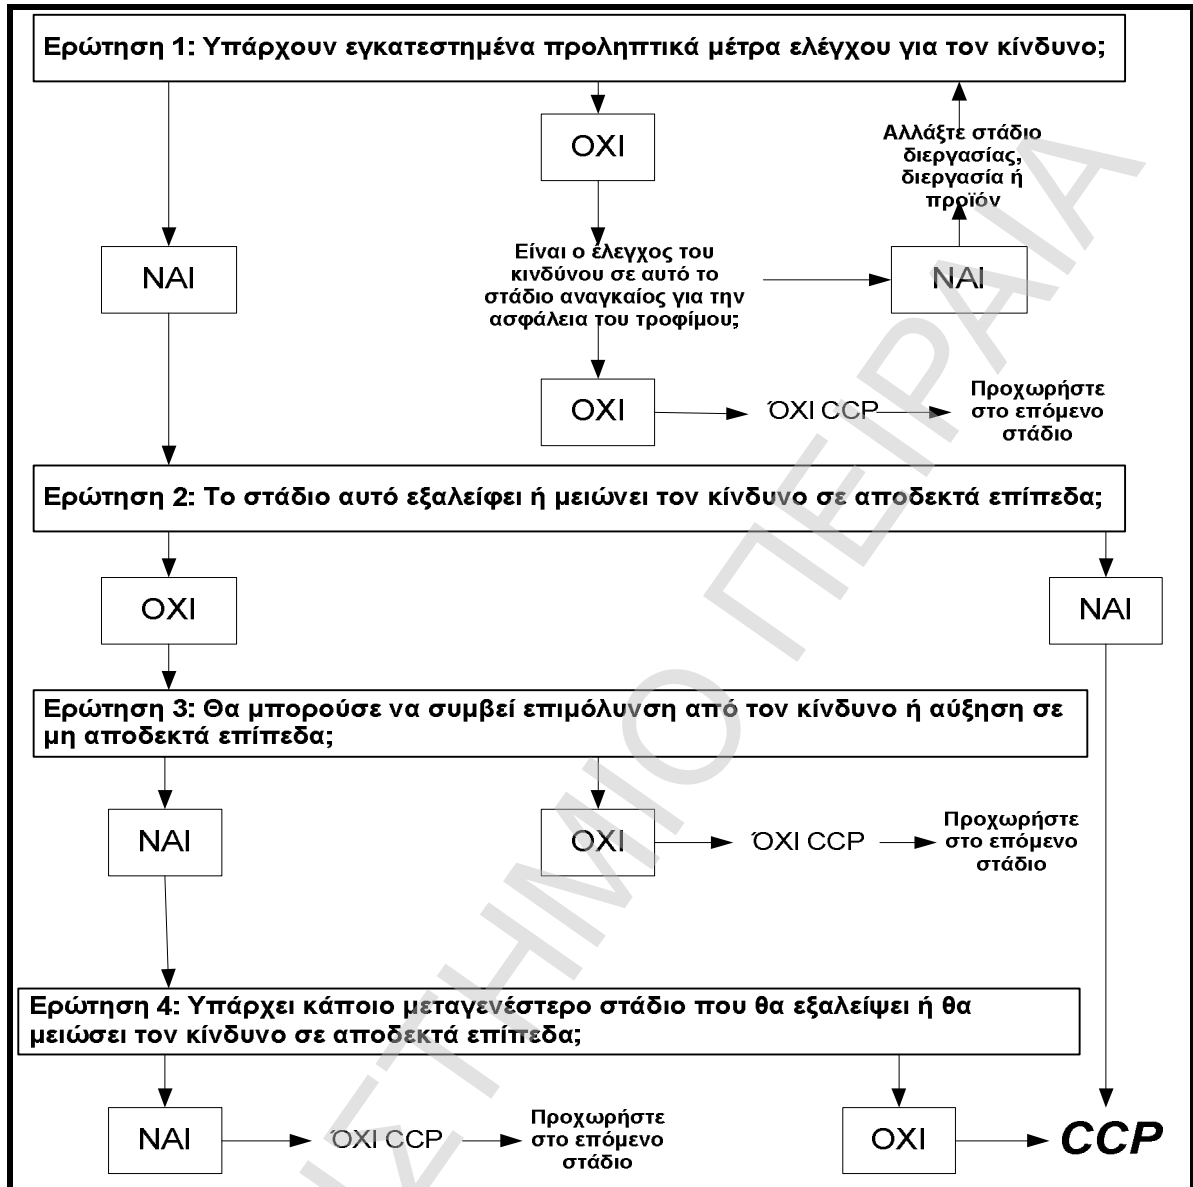 Ερώτηση 1: Υπάρχουν εγκατεστημένα προληπτικά μέτρα ελέγχου για τον κίνδυνο;
ΟΧΙ
Αλλάξτε στάδιο
διεργασίας,
διεργασία ή
προϊόν
ΝΑΙ
Είναι ο έλεγχος του
κινδύνου σε αυτό το
στάδιο αναγκαίος για την
ασφάλεια του τροφίμου;
ΝΑΙ
ΟΧΙ
ΌΧΙ CCP
Προχωρήστε
στο επόμενο
στάδιο
Ερώτηση 2: Το στάδιο αυτό εξαλείφει ή μειώνει τον κίνδυνο σε αποδεκτά επίπεδα;
ΟΧΙ
ΝΑΙ
Ερώτηση 3: Θα μπορούσε να συμβεί επιμόλυνση από τον κίνδυνο ή αύξηση σε
μη αποδεκτά επίπεδα;
ΝΑΙ
ΟΧΙ
ΌΧΙ CCP
Προχωρήστε
στο επόμενο
στάδιο
Ερώτηση 4: Υπάρχει κάποιο μεταγενέστερο στάδιο που θα εξαλείψει ή θα
μειώσει τον κίνδυνο σε αποδεκτά επίπεδα;
ΝΑΙ
ΌΧΙ CCP
Προχωρήστε
στο επόμενο
στάδιο
ΟΧΙ
CCP
ΙΣΤΗΜΙΟ ΠΕΙΡΑΙΑ